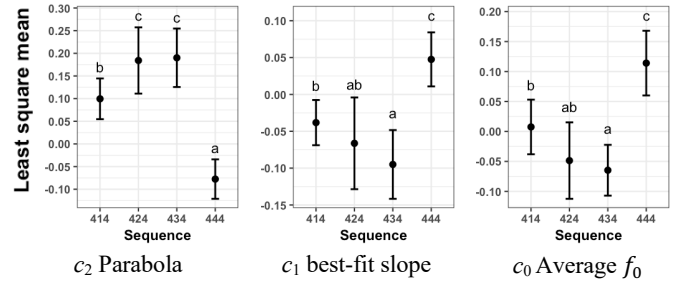 Least square mean
0.30
0.25
0.20
0.15
0.10
0.05
0.00
-0.05
-0.10
b
c
c
a
414 424 434 444
Sequence
c₂ Parabola
0.10
0.05
0.00
-0.05
-0.10
-0.15
b
ab
a
c
414 424 434 444
Sequence
c₁ best-fit slope
0.20
0.15
0.10
0.05
0.00
-0.05
-0.10
b
ab
a
c
414 424 434 444
Sequence
c₀ Average f₀